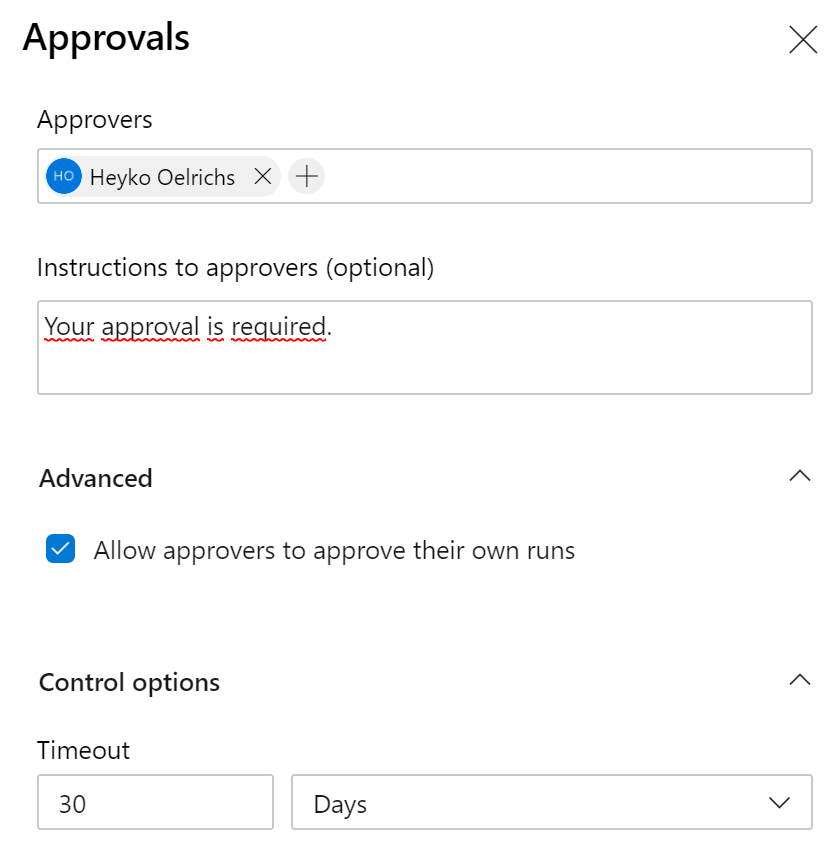 Approvals
Approvers
HO Heyko Oelrichs
Instructions to approvers (optional)
Your approval is required.
Advanced
Allow approvers to approve their own runs
Control options
Timeout
30 Days